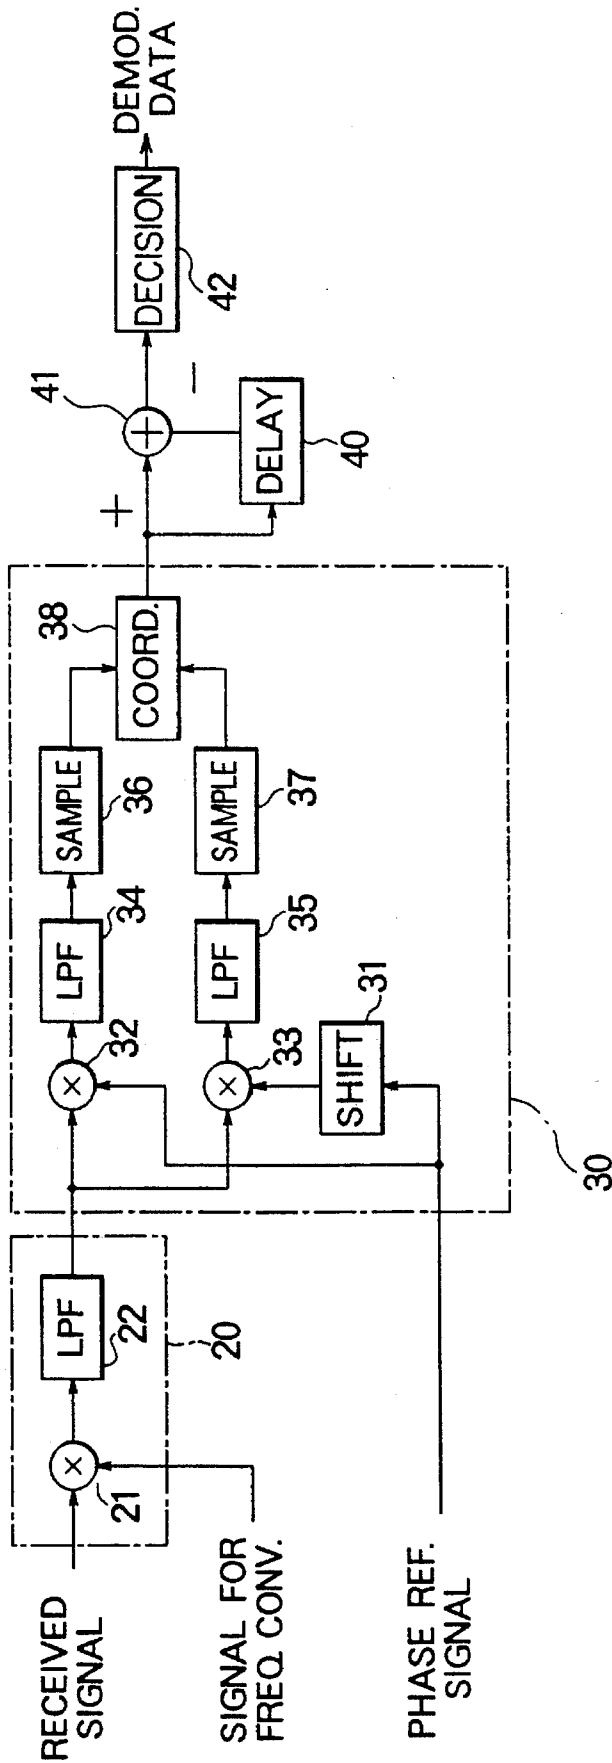 RECEIVED
SIGNAL
×
21
LPF
22
20
SIGNAL FOR
FREQ. CONV.
PHASE REF.
SIGNAL
×
32
LPF
34
SAMPLE
36
×
33
LPF
35
SAMPLE
37
SHIFT
31
COORD.
38
30
+
+
41
−
DELAY
40
DECISION
42
DEMOD.
DATA